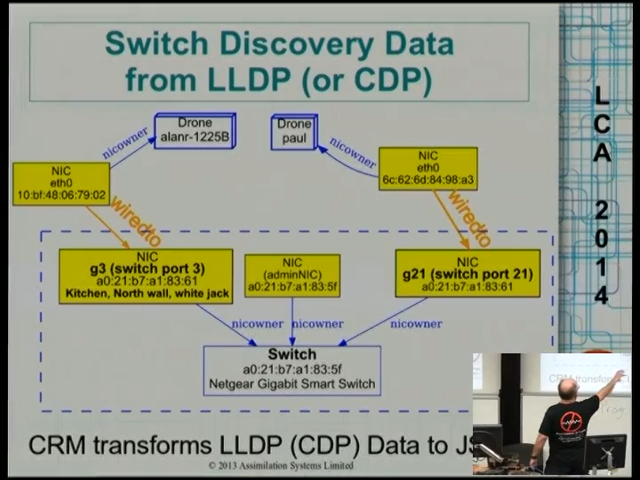 Switch Discovery Data
from LLDP (or CDP)
LCA 2014
Drone
alanr-1225B
Drone
paul
nicowner
nicowner
NIC
eth0
10:bf:48:06:79:02
NIC
eth0
6c:62:6d:84:98:a3
wiredto
wiredto
NIC
g3 (switch port 3)
a0:21:b7:a1:83:61
Kitchen, North wall, white jack
NIC
(adminNIC)
a0:21:b7:a1:83:5f
NIC
g21 (switch port 21)
a0:21:b7:a1:83:61
nicowner
nicowner
nicowner
Switch
a0:21:b7:a1:83:5f
Netgear Gigabit Smart Switch
CRM transforms LLDP (CDP) Data to JS
© 2013 Assimilation Systems Limited
CRM transforms